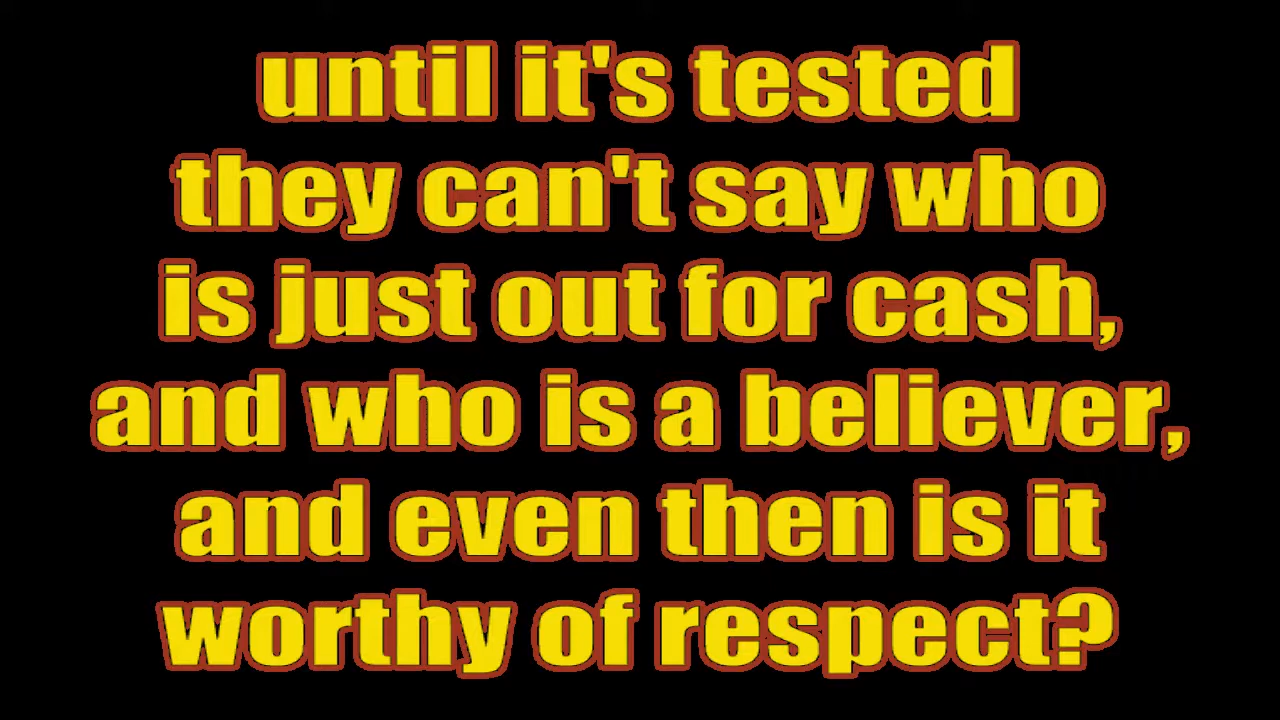 until it's tested
they can't say who
is just out for cash,
and who is a believer,
and even then is it
worthy of respect?